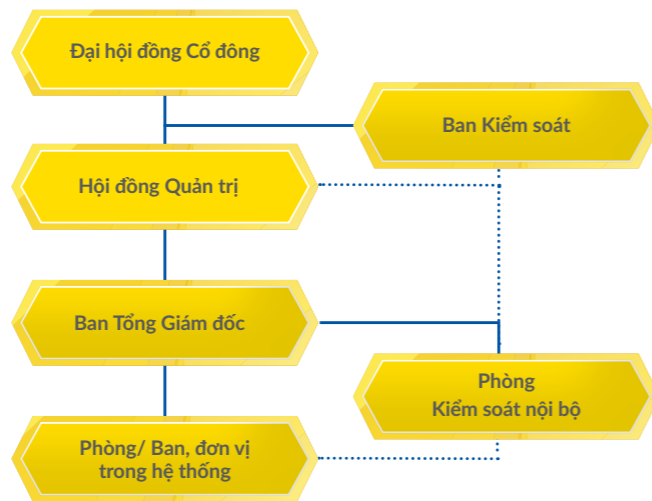 Đại hội đồng Cổ đông
Ban Kiểm soát
Hội đồng Quản trị
Ban Tổng Giám đốc
Phòng
Kiểm soát nội bộ
Phòng/ Ban, đơn vị
trong hệ thống